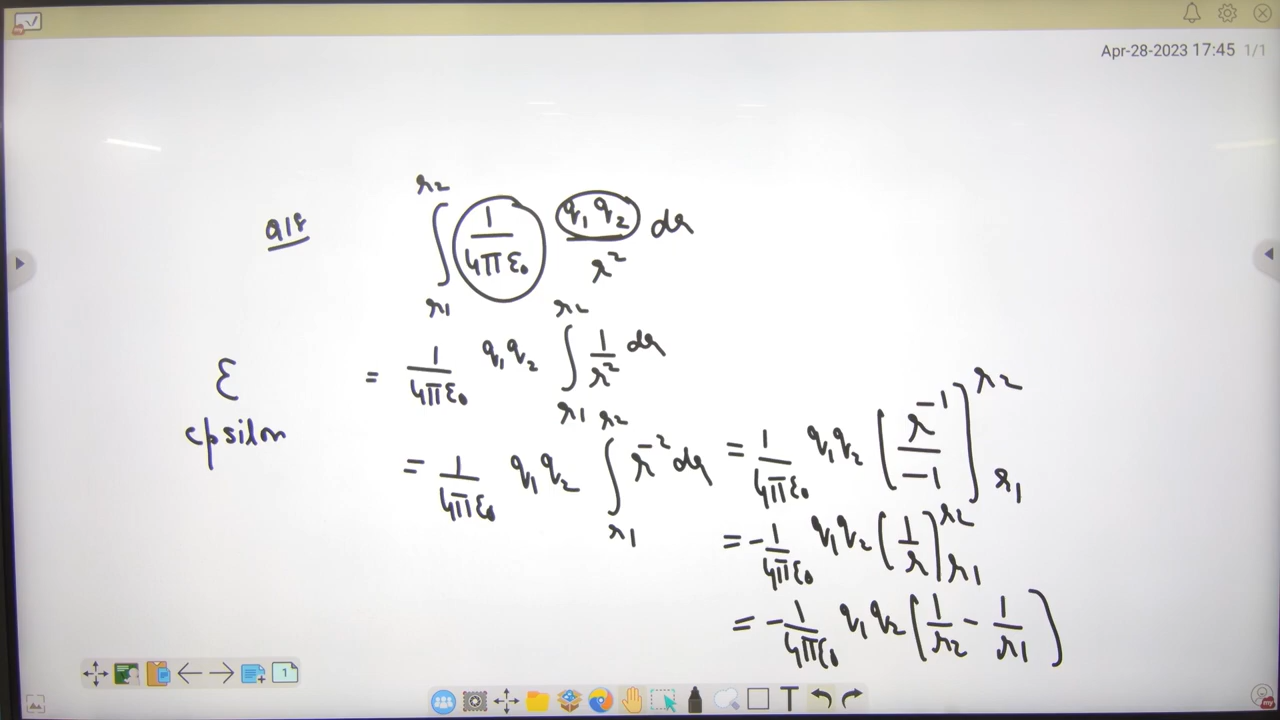 Apr-28-2023 17:45 1/1
Q18 ∫_{r1}^{r2} 1/4πε₀ q₁q₂/r² dr
= 1/4πε₀ q₁q₂ ∫_{r1}^{r2} 1/r² dr
ε
epsilon
= 1/4πε₀ q₁q₂ ∫_{r1}^{r2} r⁻² dr = 1/4πε₀ q₁q₂ [r⁻¹/-1]_{r1}^{r2}
= -1/4πε₀ q₁q₂ [1/r]_{r1}^{r2}
= -1/4πε₀ q₁q₂ [1/r2 - 1/r1]
1
T